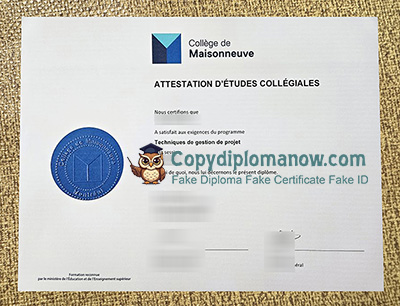 Collège de
Maisonneuve
ATTESTATION D'ÉTUDES COLLÉGIALES
Nous certifions que
A satisfait aux exigences du programme
Techniques de gestion de projet
de quoi, nous lui décernons le présent diplôme.
Copydiplomanow.com
Fake Diploma Fake Certificate Fake ID
Montréal
Formation reconnue
par le ministère de l'Éducation et de l'Enseignement supérieur